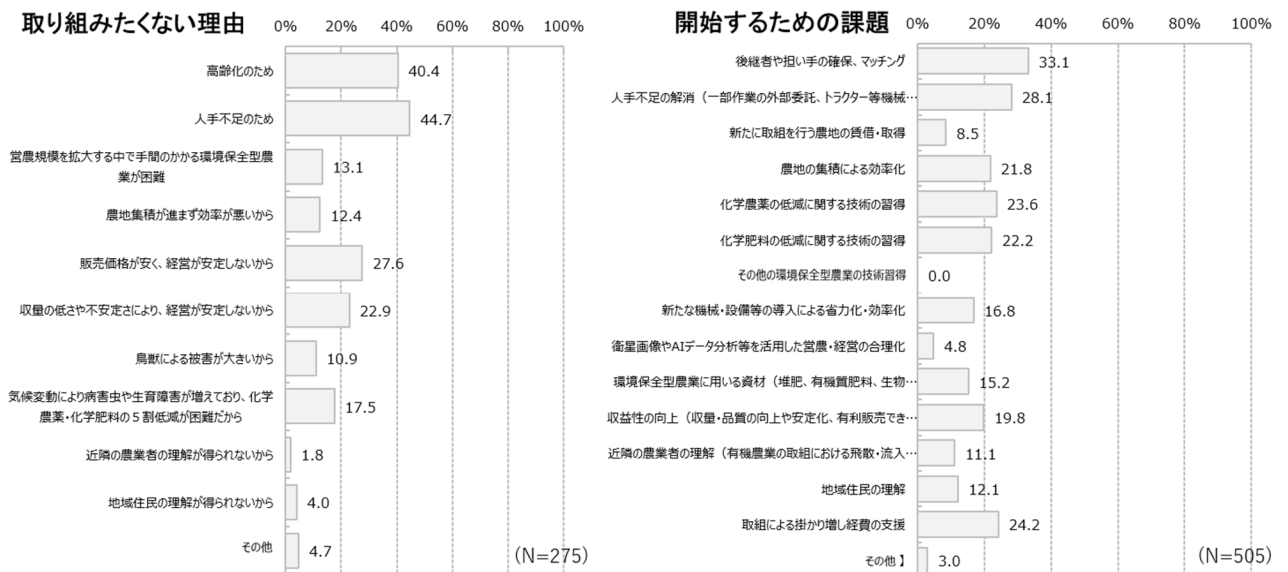 取り組みたくない理由
0% 20% 40% 60% 80% 100%
高齢化のため 40.4
人手不足のため 44.7
営農規模を拡大する中で手間のかかる環境保全型農
業が困難 13.1
農地集積が進まず効率が悪いから 12.4
販売価格が安く、経営が安定しないから 27.6
収量の低さや不安定さにより、経営が安定しないから 22.9
鳥獣による被害が大きいから 10.9
気候変動により病害虫や生育障害が増えており、化学
農薬・化学肥料の5割低減が困難だから 17.5
近隣の農業者の理解が得られないから 1.8
地域住民の理解が得られないから 4.0
その他 4.7
(N=275)
開始するための課題
0% 20% 40% 60% 80% 100%
後継者や担い手の確保、マッチング 33.1
人手不足の解消（一部作業の外部委託、トラクター等機械… 28.1
新たに取組を行う農地の賃借・取得 8.5
農地の集積による効率化 21.8
化学農薬の低減に関する技術の習得 23.6
化学肥料の低減に関する技術の習得 22.2
その他の環境保全型農業の技術習得 0.0
新たな機械・設備等の導入による省力化・効率化 16.8
衛星画像やAIデータ分析等を活用した営農・経営の合理化 4.8
環境保全型農業に用いる資材（堆肥、有機質肥料、生物… 15.2
収益性の向上（収量・品質の向上や安定化、有利販売でき… 19.8
近隣の農業者の理解（有機農業の取組における飛散・流入… 11.1
地域住民の理解 12.1
取組による掛かり増し経費の支援 24.2
その他】 3.0
(N=505)